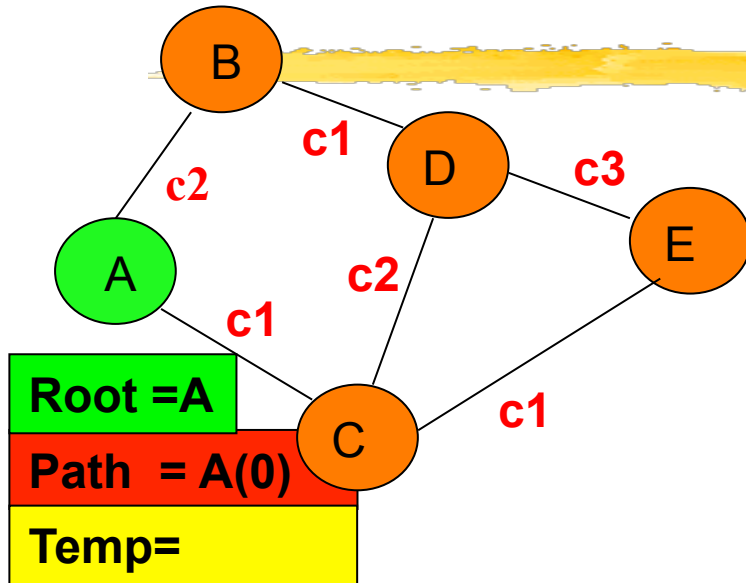 B
c1
D
c3
c2
E
A
c2
c1
Root =A
C
c1
Path = A(0)
Temp=